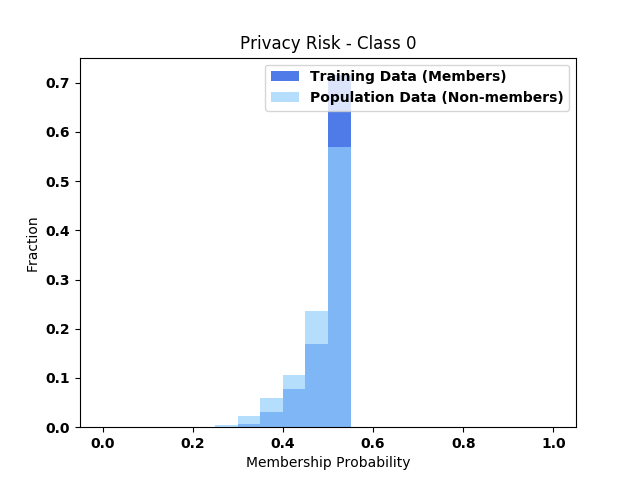 Privacy Risk - Class 0
Training Data (Members)
Population Data (Non-members)
Fraction
0.7
0.6
0.5
0.4
0.3
0.2
0.1
0.0
0.0 0.2 0.4 0.6 0.8 1.0
Membership Probability